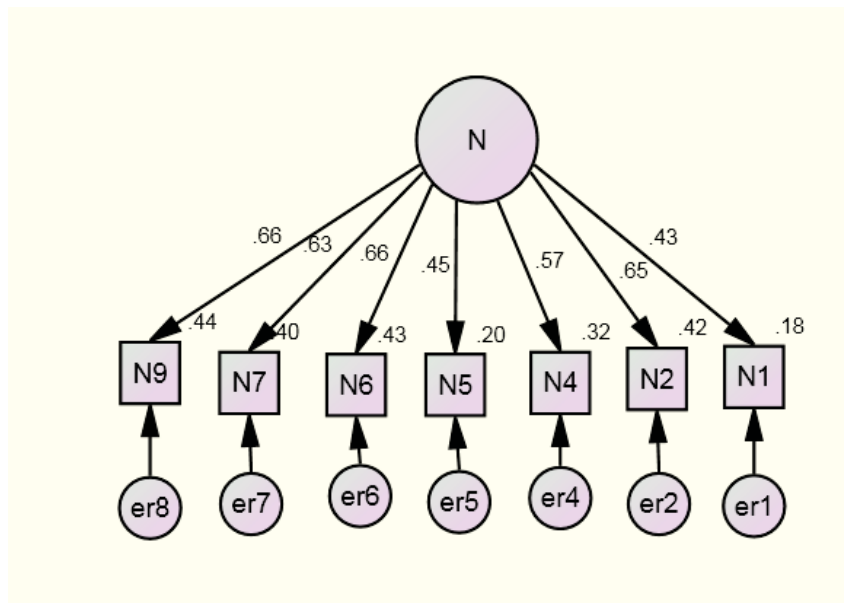 N
.66 .63 .66 .45 .57 .65 .43
.44 .40 .43 .20 .32 .42 .18
N9 N7 N6 N5 N4 N2 N1
er8 er7 er6 er5 er4 er2 er1